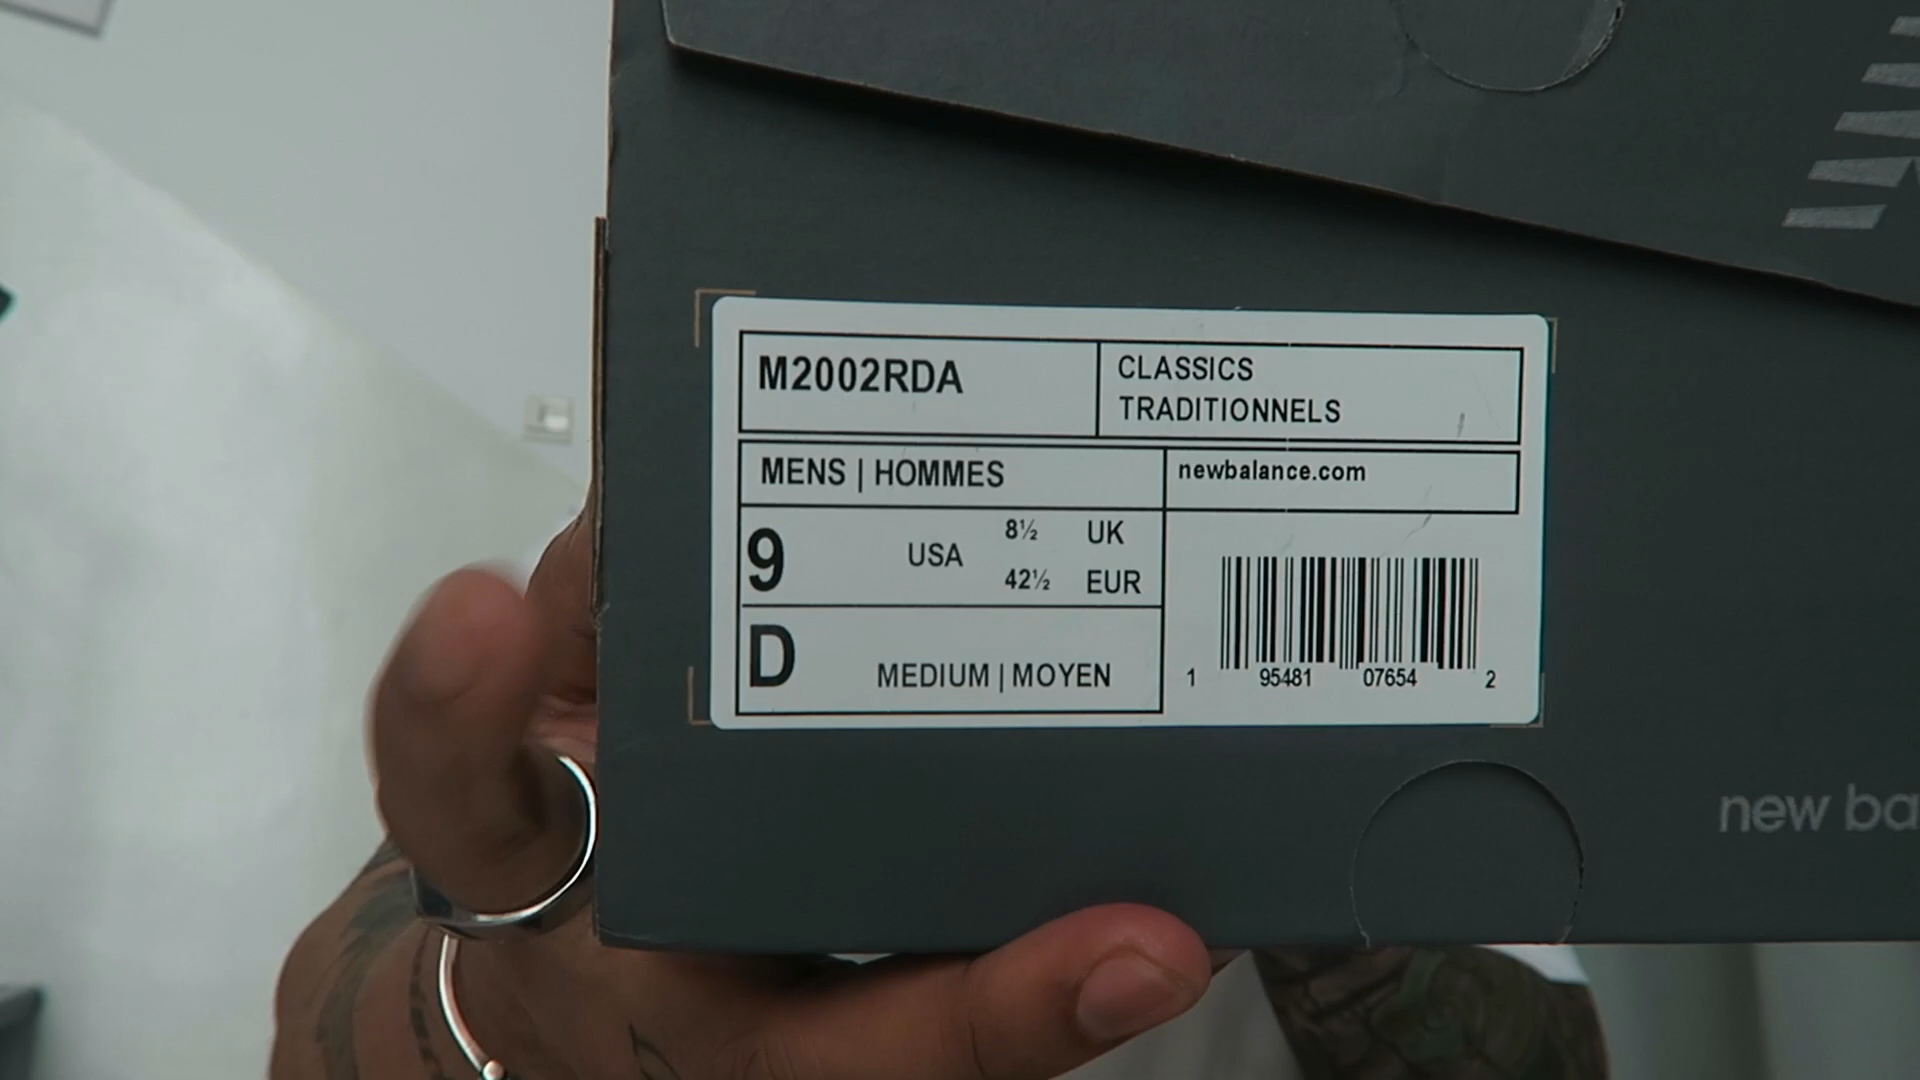 M2002RDA
CLASSICS
TRADITIONNELS
MENS | HOMMES
newbalance.com
9
USA
8½ UK
42½ EUR
D
MEDIUM | MOYEN
1 95481 07654 2
new ba